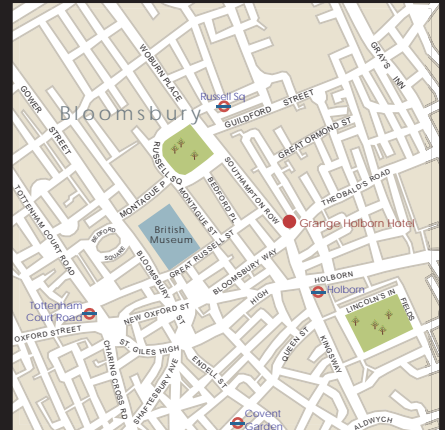 WOBURN PLACE
GRAY'S INN
GOWER STREET
Russell Sq
Bloomsbury
GUILDFORD STREET
GREAT ORMOND ST
RUSSELL SQ
SOUTHAMPTON ROW
THEOBALD'S ROAD
MONTAGUE P
MONTAGUE ST
BEDFORD PL
TOTTENHAM COURT ROAD
Grange Holborn Hotel
British
Museum
BEDFORD
SQUARE
GREAT RUSSELL ST
BLOOMSBURY ST
BLOOMSBURY WAY
HOLBORN
Holborn
HIGH
LINCOLN'S IN
FIELDS
Tottenham
Court Road
NEW OXFORD ST
OXFORD STREET
ST GILES HIGH
QUEEN ST
KINGSWAY
CHARING CROSS RD
SHAFTESBURY AVE
ENDELL ST
Covent
Garden
ALDWYCH